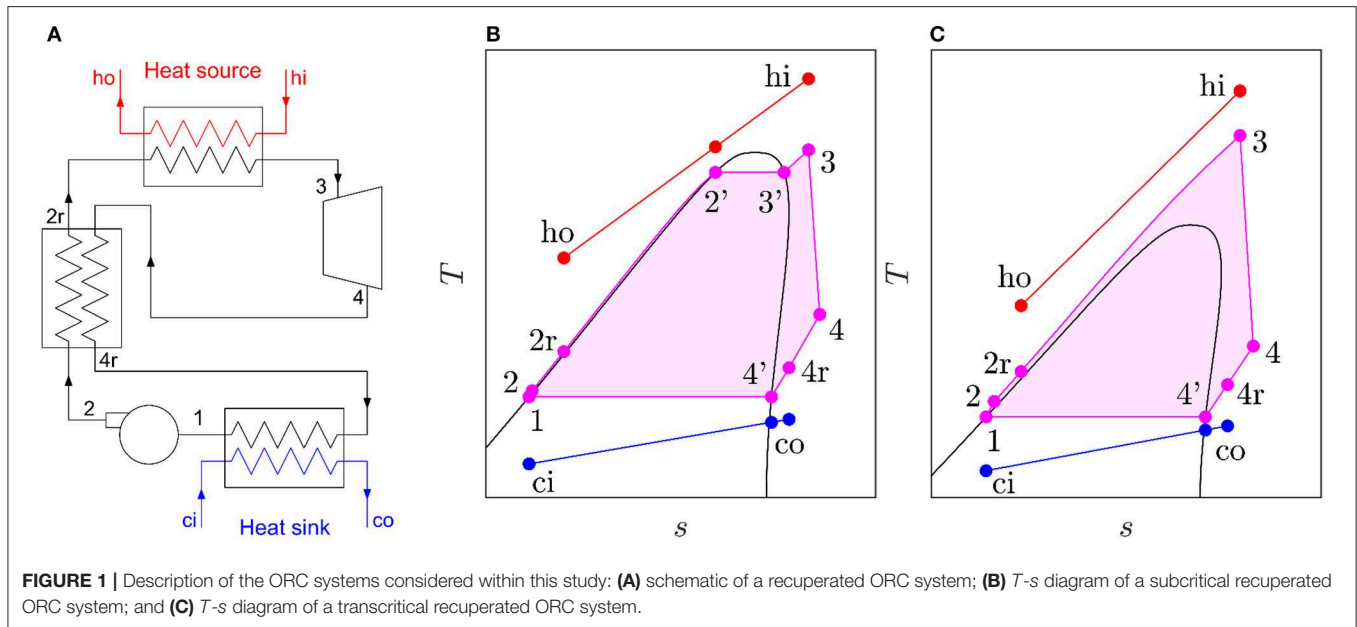 A
ho
Heat source
hi
2r
3
4
4r
2
1
ci
Heat sink
co
B
hi
3
2'
3'
ho
T
2r
4
4'
4r
2
1
co
ci
s
C
hi
3
ho
T
2r
4
4'
4r
2
1
co
ci
s
FIGURE 1 | Description of the ORC systems considered within this study: (A) schematic of a recuperated ORC system; (B) T-s diagram of a subcritical recuperated
ORC system; and (C) T-s diagram of a transcritical recuperated ORC system.